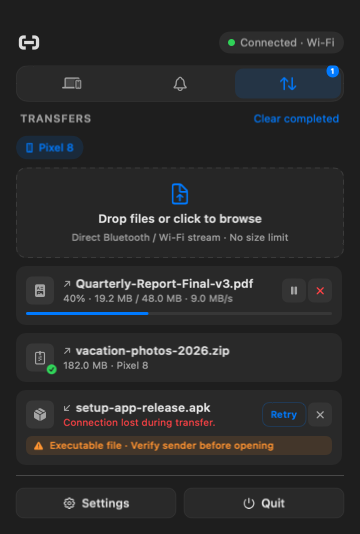 Connected · Wi-Fi
1
TRANSFERS
Clear completed
Pixel 8
Drop files or click to browse
Direct Bluetooth / Wi-Fi stream · No size limit
↗ Quarterly-Report-Final-v3.pdf
40% · 19.2 MB / 48.0 MB · 9.0 MB/s
↗ vacation-photos-2026.zip
182.0 MB · Pixel 8
↙ setup-app-release.apk
Connection lost during transfer.
Retry
Executable file · Verify sender before opening
Settings
Quit